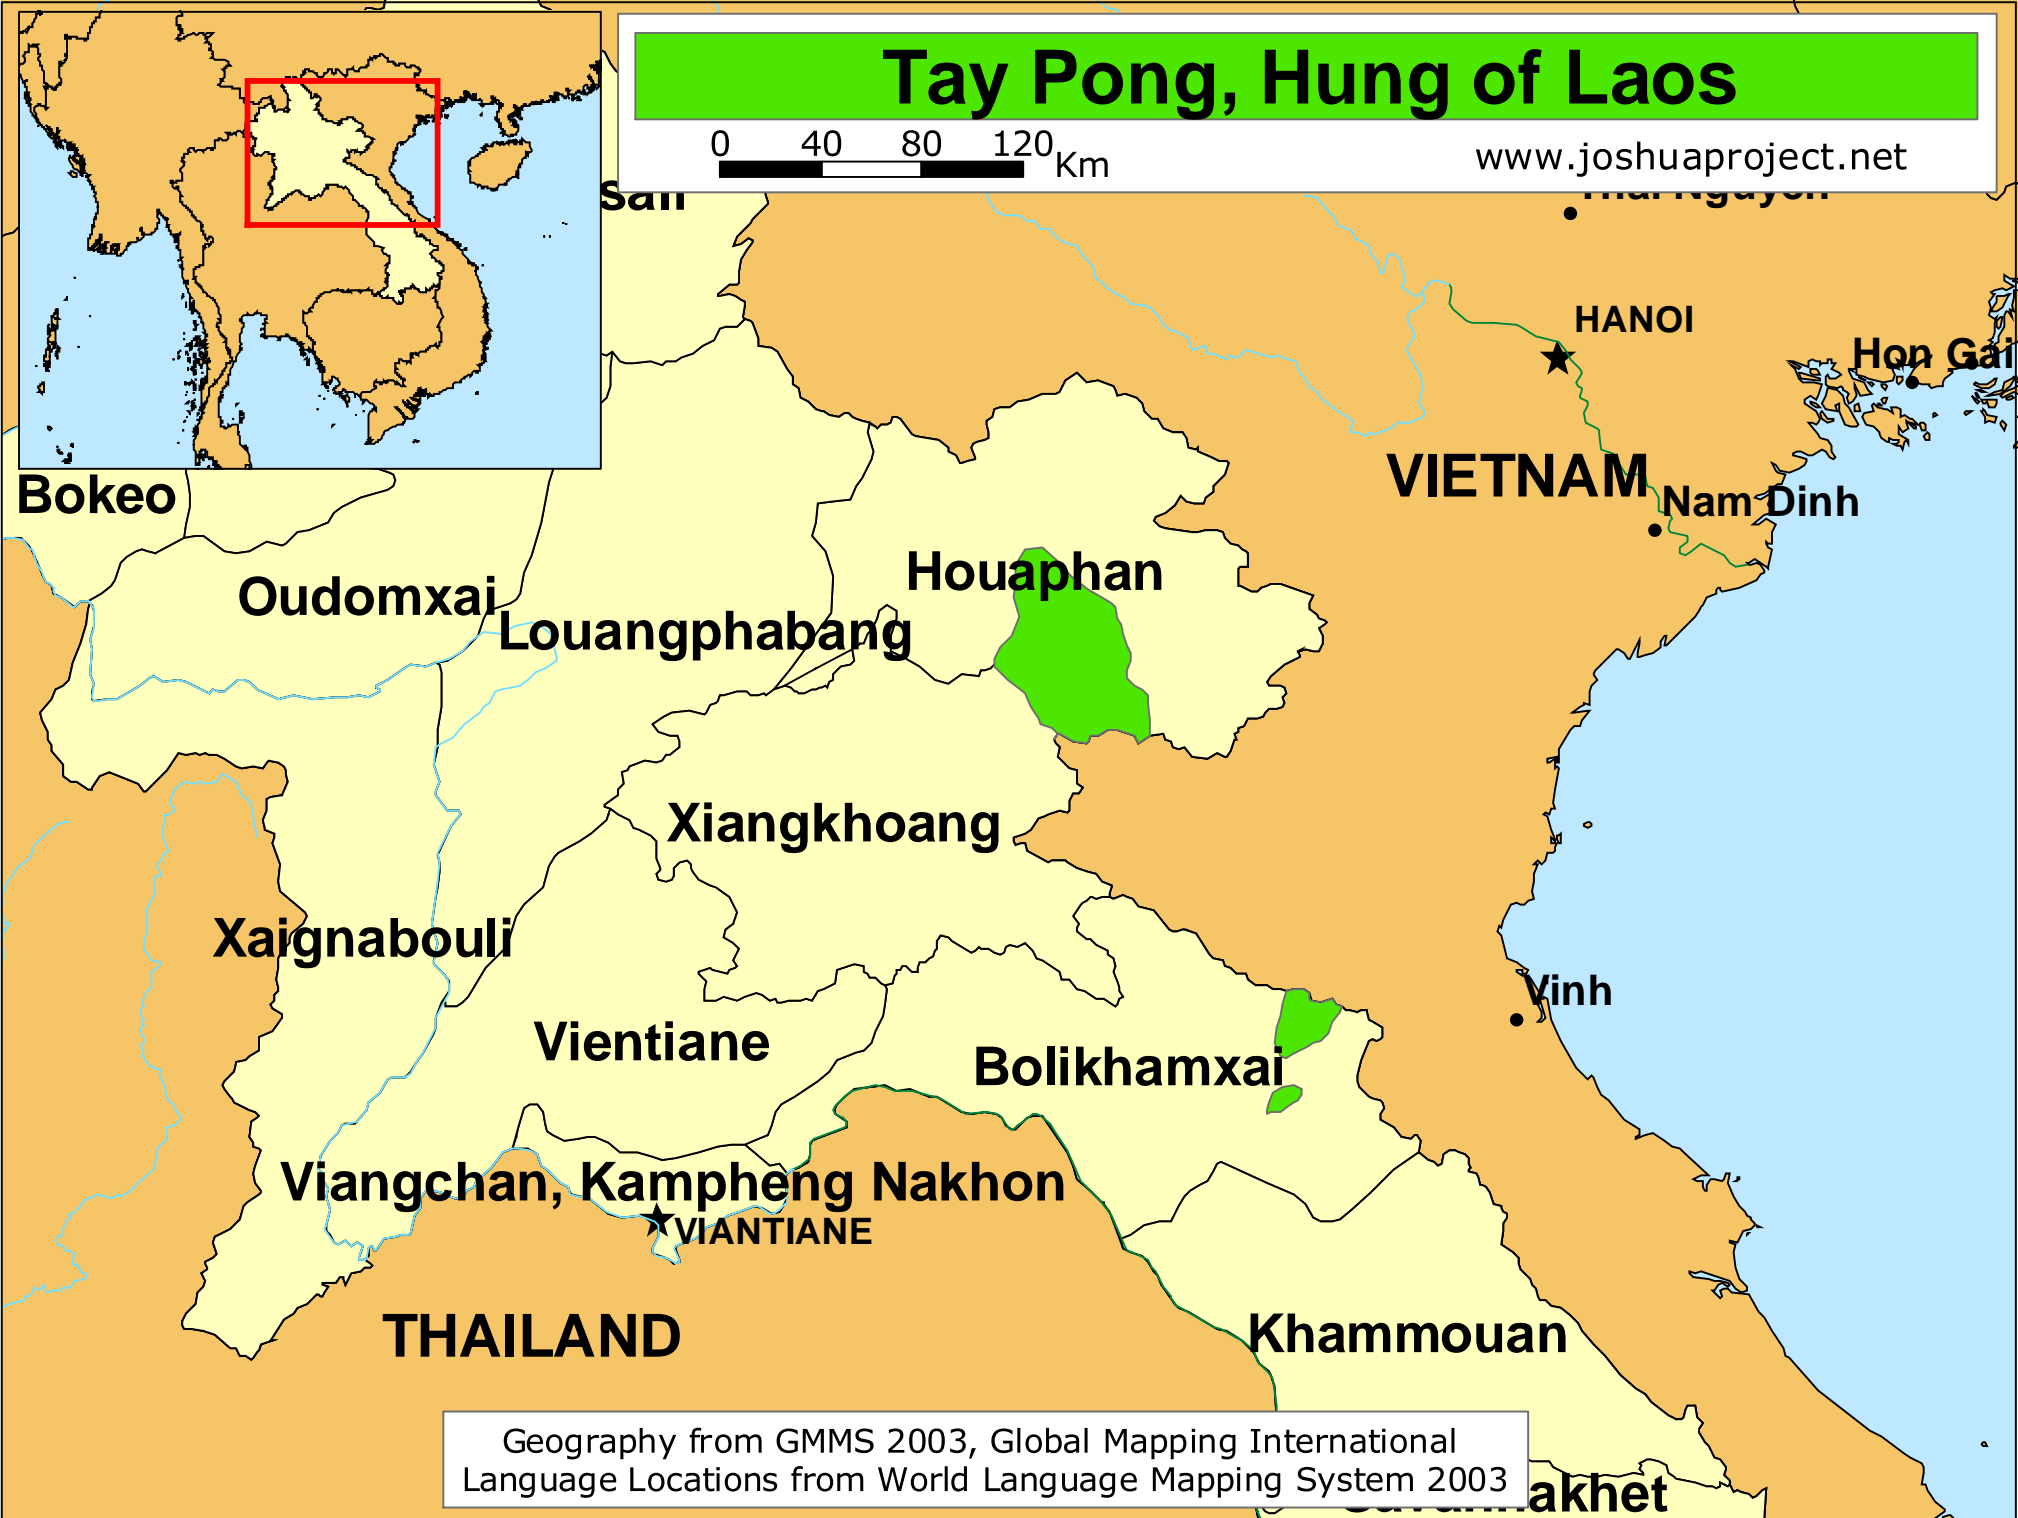 Tay Pong, Hung of Laos
0 40 80 120 Km
www.joshuaproject.net
HANOI
Hon Gai
VIETNAM
Nam Dinh
Bokeo
Oudomxai
Houaphan
Louangphabang
Xiangkhoang
Xaignabouli
Vinh
Vientiane
Bolikhamxai
Viangchan, Kampheng Nakhon
VIANTIANE
THAILAND
Khammouan
Geography from GMMS 2003, Global Mapping International
Language Locations from World Language Mapping System 2003